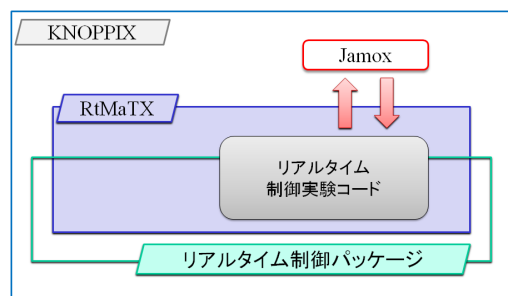 KNOPPIX
Jamox
RtMaTX
リアルタイム
制御実験コード
リアルタイム制御パッケージ